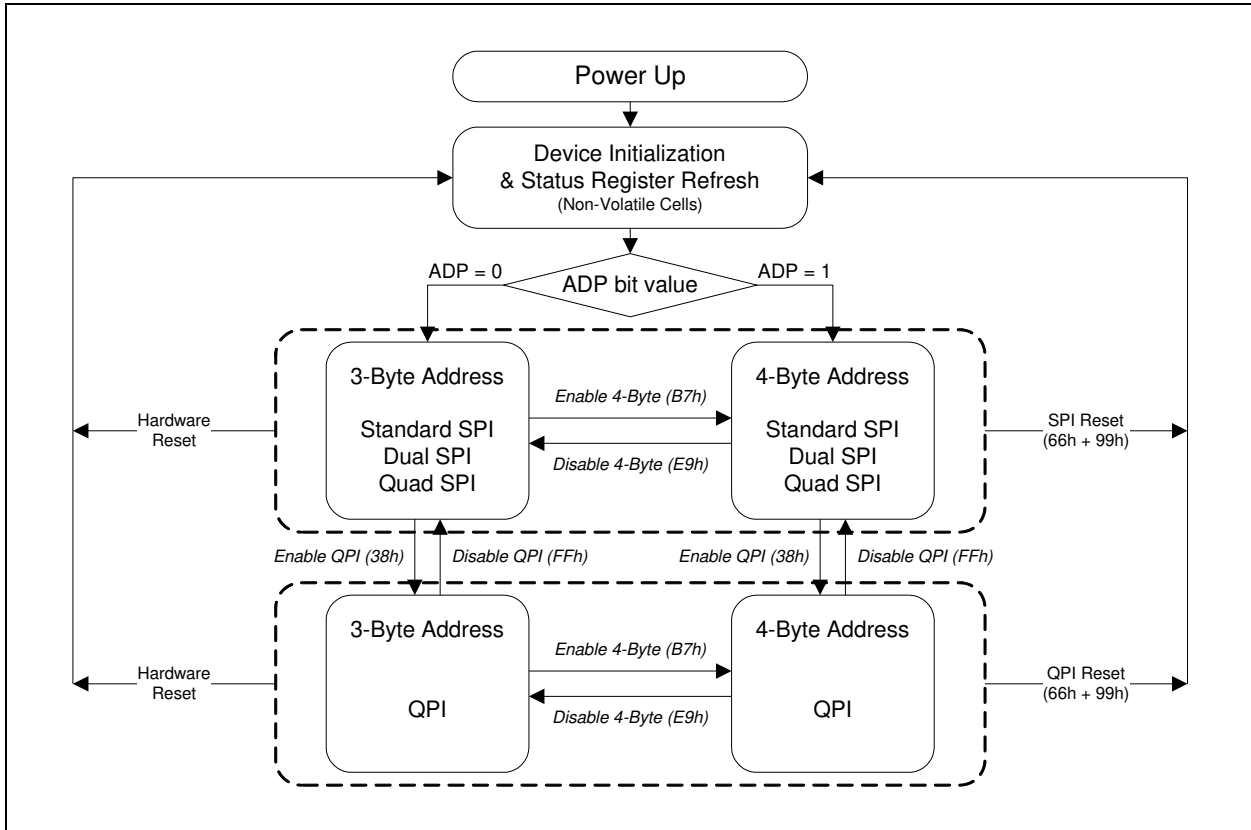 Power Up
Device Initialization
& Status Register Refresh
(Non-Volatile Cells)
ADP = 0
ADP bit value
ADP = 1
3-Byte Address
Standard SPI
Dual SPI
Quad SPI
Enable 4-Byte (B7h)
Disable 4-Byte (E9h)
4-Byte Address
Standard SPI
Dual SPI
Quad SPI
Hardware
Reset
SPI Reset
(66h + 99h)
Enable QPI (38h)
Disable QPI (FFh)
Enable QPI (38h)
Disable QPI (FFh)
3-Byte Address
QPI
Enable 4-Byte (B7h)
Disable 4-Byte (E9h)
4-Byte Address
QPI
Hardware
Reset
QPI Reset
(66h + 99h)